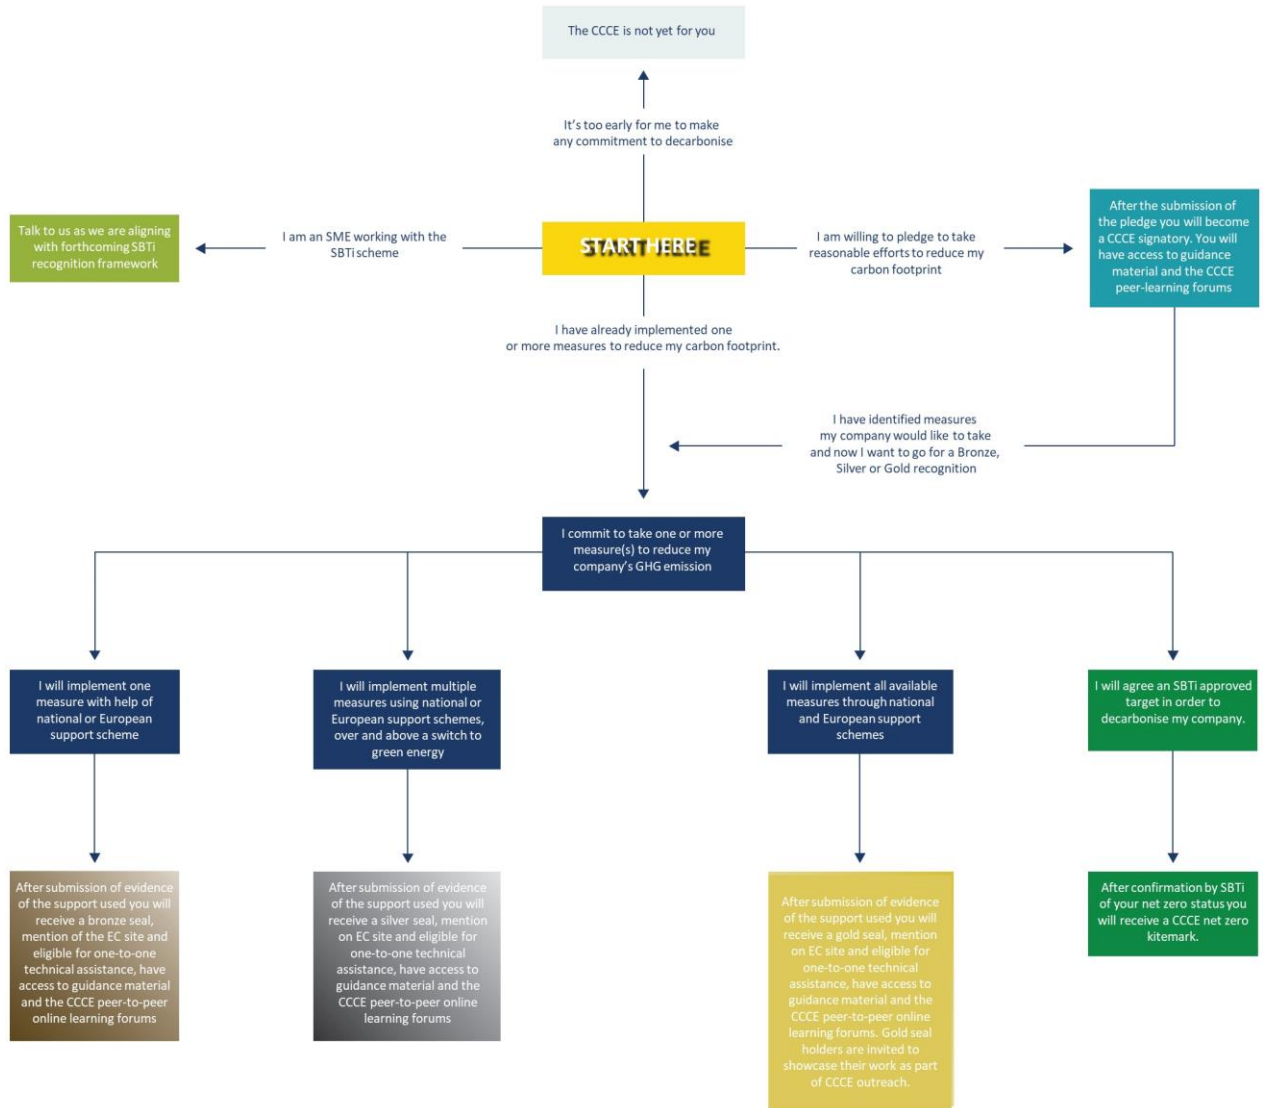 The CCCE is not yet for you
It's too early for me to make
any commitment to decarbonise
Talk to us as we are aligning
with forthcoming SBTi
recognition framework
I am an SME working with the
SBTi scheme
START HERE
I am willing to pledge to take
reasonable efforts to reduce my
carbon footprint
After the submission of
the pledge you will become
a CCCE signatory. You will
have access to guidance
material and the CCCE
peer-learning forums
I have already implemented one
or more measures to reduce my carbon footprint.
I have identified measures
my company would like to take
and now I want to go for a Bronze,
Silver or Gold recognition
I commit to take one or more
measure(s) to reduce my
company's GHG emission
I will implement one
measure with help of
national or European
support scheme
I will implement multiple
measures using national or
European support schemes,
over and above a switch to
green energy
I will implement all available
measures through national
and European support
schemes
I will agree an SBTi approved
target in order to
decarbonise my company.
After submission of evidence
of the support used you will
receive a bronze seal,
mention of the EC site and
eligible for one-to-one
technical assistance, have
access to guidance material
and the CCCE peer-to-peer
online learning forums
After submission of evidence
of the support used you will
receive a silver seal, mention
on EC site and eligible for
one-to-one technical
assistance, have access to
guidance material and the
CCCE peer-to-peer online
learning forums
After submission of evidence
of the support used you will
receive a gold seal, mention
on EC site and eligible for
one-to-one technical
assistance, have access to
guidance material and the
CCCE peer-to-peer online
learning forums. Gold seal
holders are invited to
showcase their work as part
of CCCE outreach.
After confirmation by SBTi
of your net zero status you
will receive a CCCE net zero
kitemark.